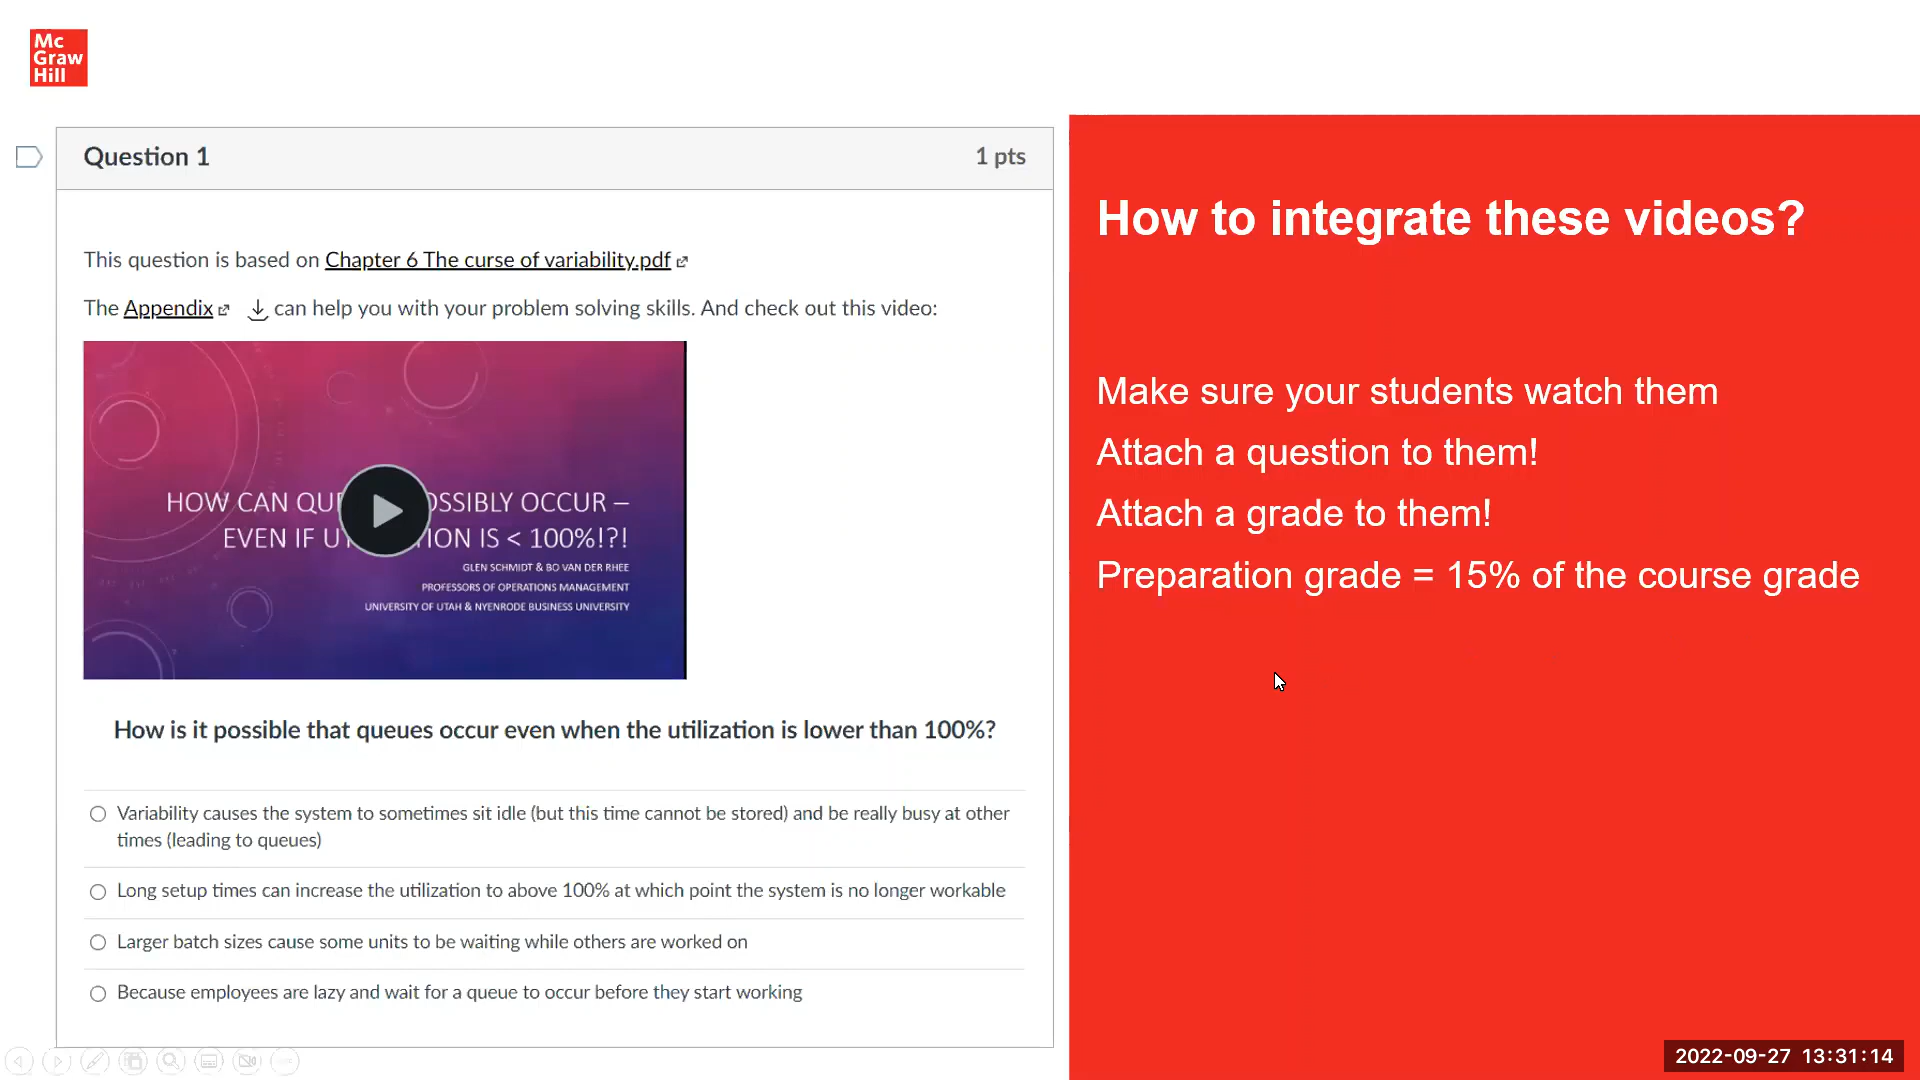 Mc
Graw
Hill
Question 1
1 pts
This question is based on Chapter 6 The curse of variability.pdf
The Appendix can help you with your problem solving skills. And check out this video:
HOW CAN QUE OSSIBLY OCCUR –
EVEN IF U TION IS < 100%!?!
GLEN SCHMIDT & BO VAN DER RHEE
PROFESSORS OF OPERATIONS MANAGEMENT
UNIVERSITY OF UTAH & NYENRODE BUSINESS UNIVERSITY
How is it possible that queues occur even when the utilization is lower than 100%?
Variability causes the system to sometimes sit idle (but this time cannot be stored) and be really busy at other
times (leading to queues)
Long setup times can increase the utilization to above 100% at which point the system is no longer workable
Larger batch sizes cause some units to be waiting while others are worked on
Because employees are lazy and wait for a queue to occur before they start working
How to integrate these videos?
Make sure your students watch them
Attach a question to them!
Attach a grade to them!
Preparation grade = 15% of the course grade
2022-09-27 13:31:14